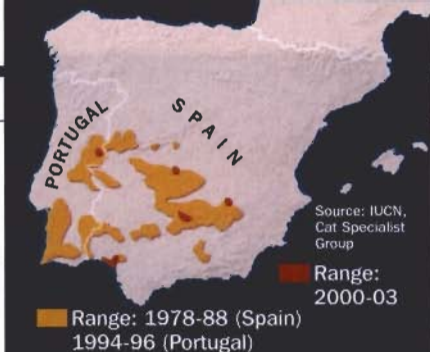 PORTUGAL
SPAIN
Source: IUCN,
Cat Specialist
Group
Range:
2000-03
Range: 1978-88 (Spain)
1994-96 (Portugal)